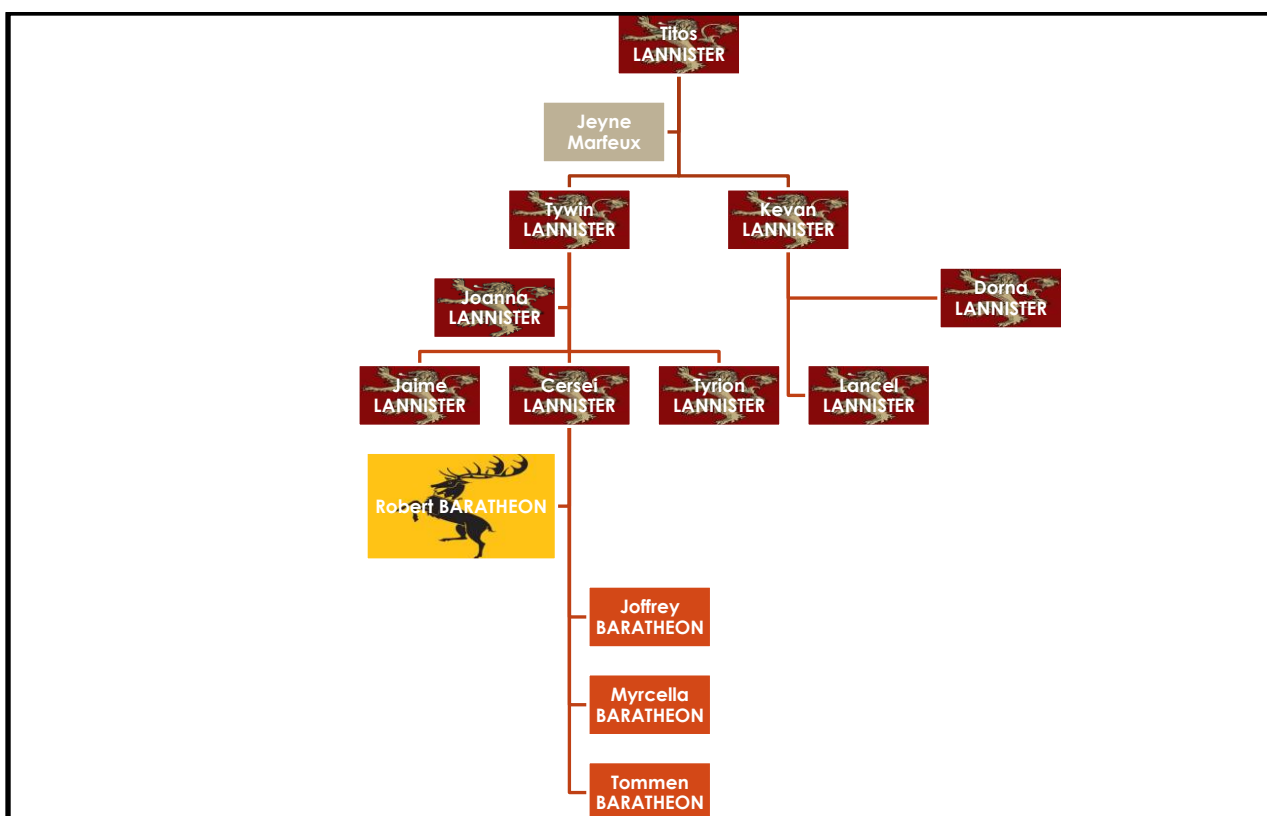 Titos
LANNISTER
Jeyne
Marfeux
Tywin
LANNISTER
Kevan
LANNISTER
Joanna
LANNISTER
Dorna
LANNISTER
Jaime
LANNISTER
Cersei
LANNISTER
Tyrion
LANNISTER
Lancel
LANNISTER
Robert BARATHEON
Joffrey
BARATHEON
Myrcella
BARATHEON
Tommen
BARATHEON